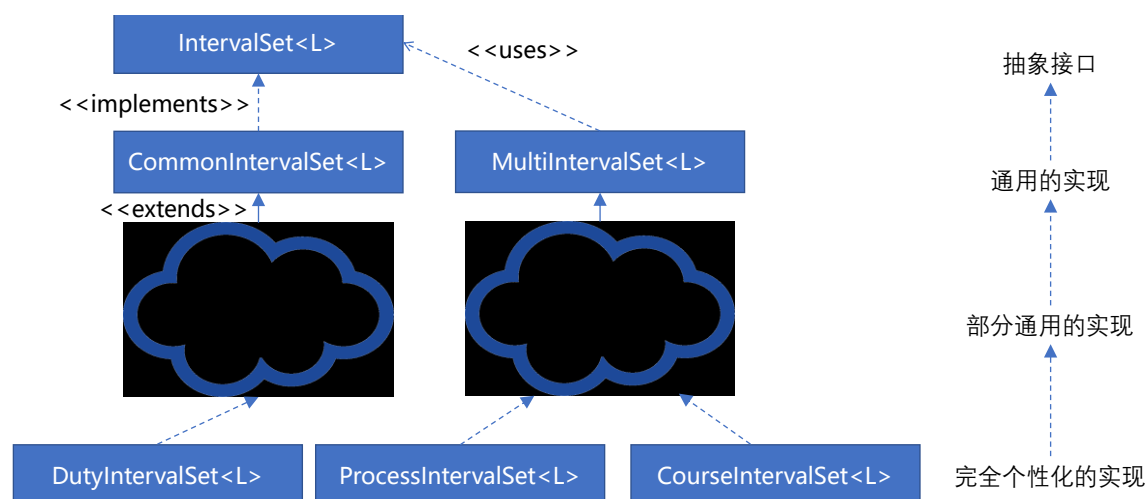 IntervalSet<L>
<<uses>>
抽象接口
<<implements>>
CommonIntervalSet<L>
MultiIntervalSet<L>
通用的实现
<<extends>>
部分通用的实现
DutyIntervalSet<L>
ProcessIntervalSet<L>
CourseIntervalSet<L>
完全个性化的实现